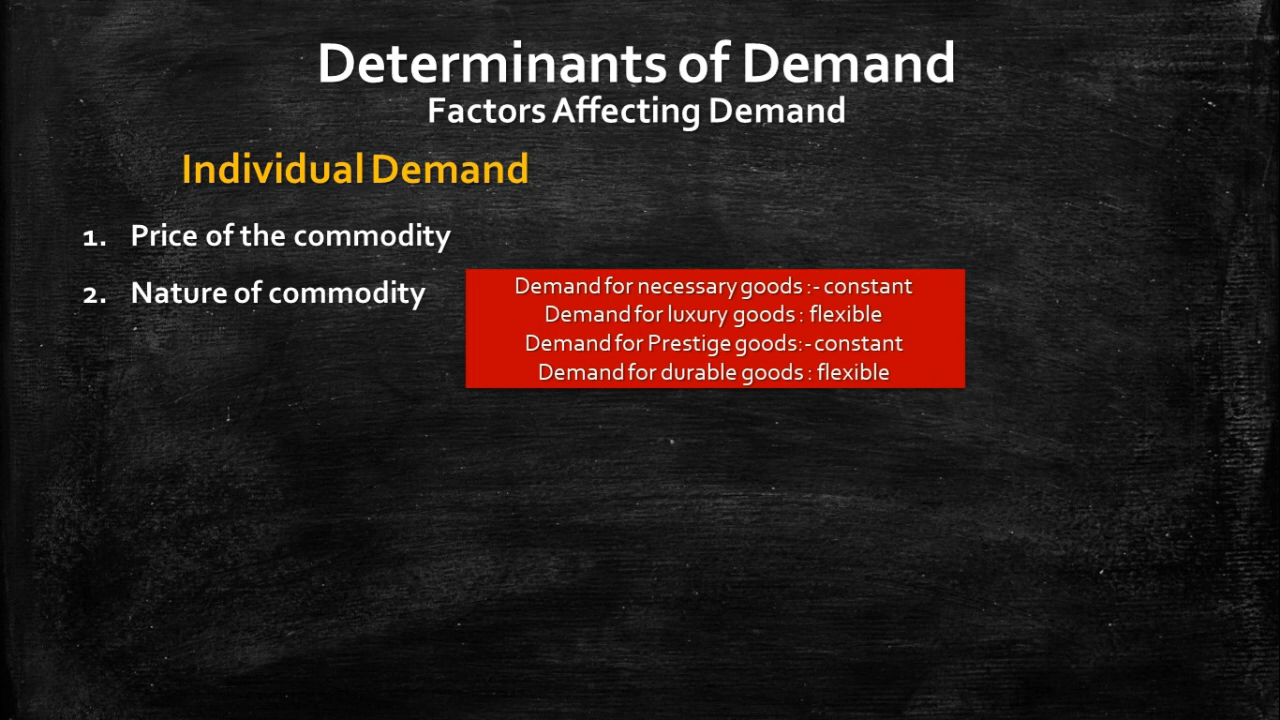 Determinants of Demand
Factors Affecting Demand
Individual Demand
1. Price of the commodity
2. Nature of commodity
Demand for necessary goods :- constant
Demand for luxury goods : flexible
Demand for Prestige goods:- constant
Demand for durable goods : flexible